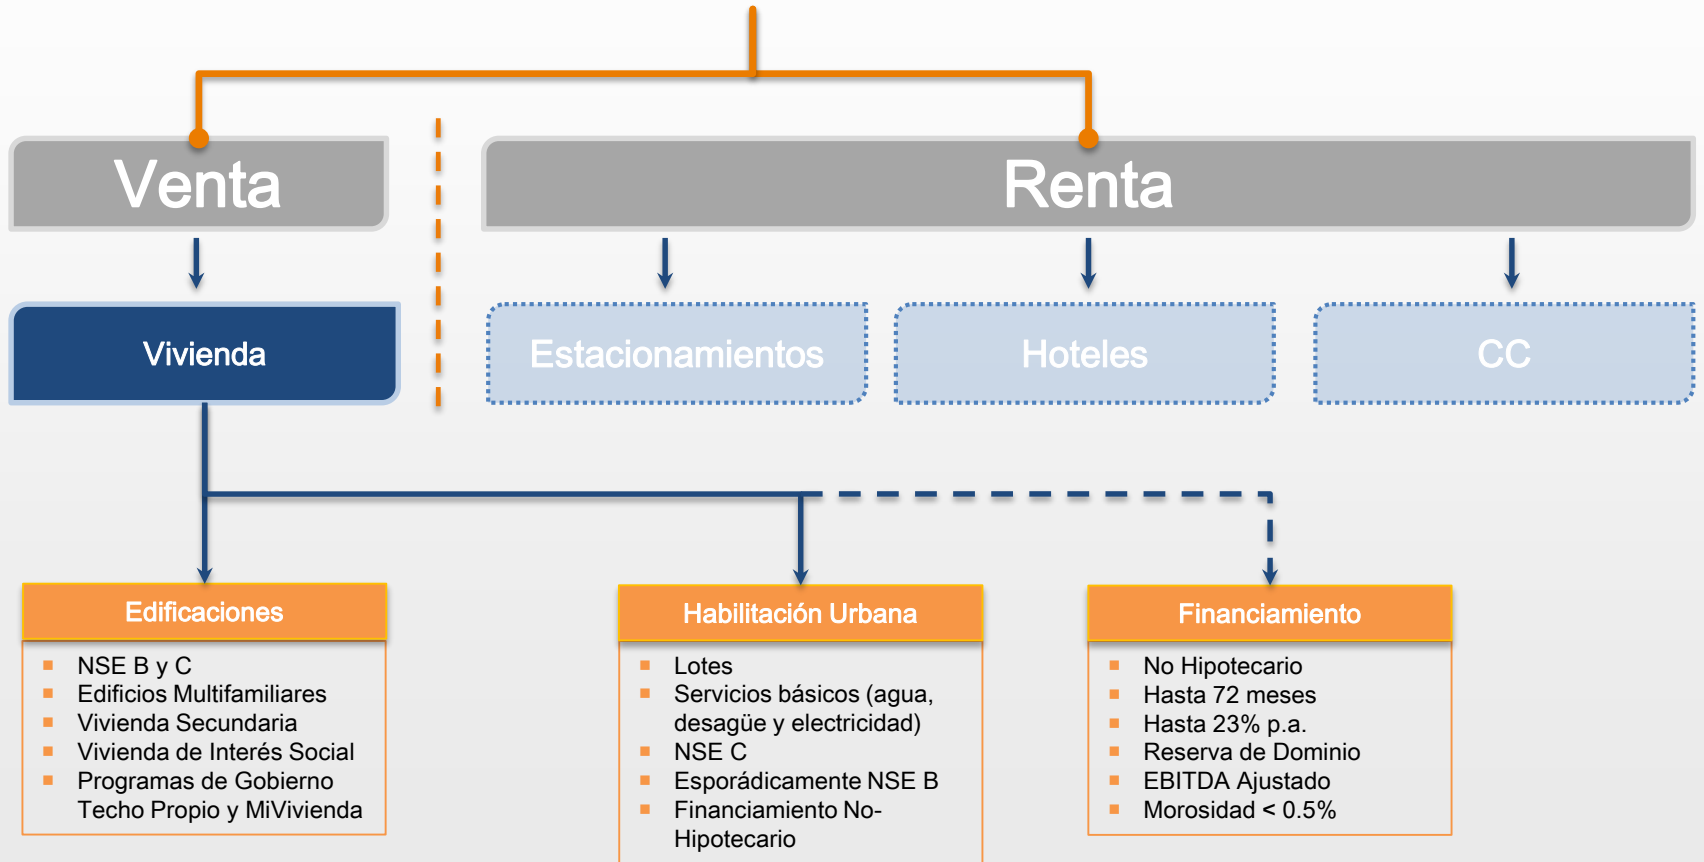 Venta
Renta
Vivienda
Estacionamientos
Hoteles
CC
Edificaciones
NSE B y C
Edificios Multifamiliares
Vivienda Secundaria
Vivienda de Interés Social
Programas de Gobierno
Techo Propio y MiVivienda
Habilitación Urbana
Lotes
Servicios básicos (agua,
desagüe y electricidad)
NSE C
Esporádicamente NSE B
Financiamiento No-
Hipotecario
Financiamiento
No Hipotecario
Hasta 72 meses
Hasta 23% p.a.
Reserva de Dominio
EBITDA Ajustado
Morosidad < 0.5%